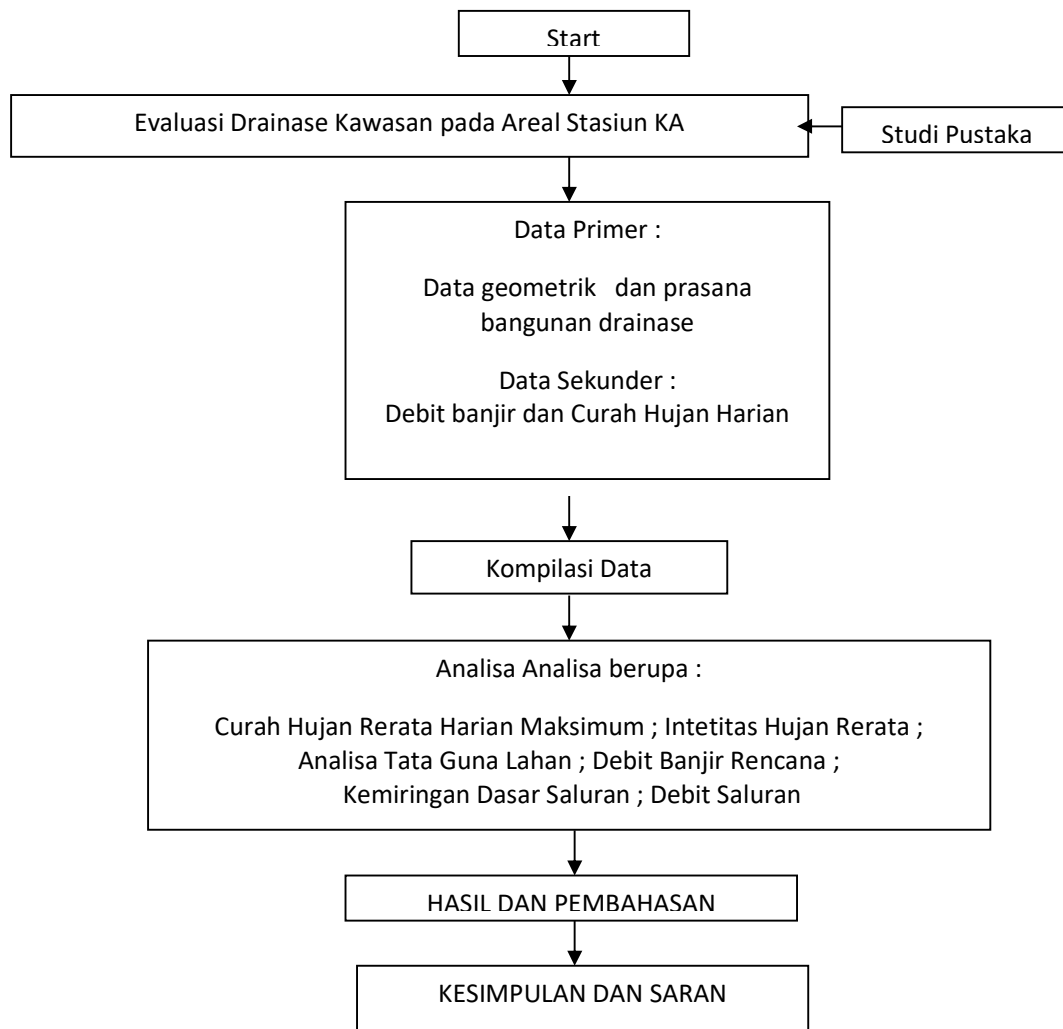 Start
Evaluasi Drainase Kawasan pada Areal Stasiun KA
Studi Pustaka
Data Primer :
Data geometrik dan prasana
bangunan drainase
Data Sekunder :
Debit banjir dan Curah Hujan Harian
Kompilasi Data
Analisa Analisa berupa :
Curah Hujan Rerata Harian Maksimum ; Intetitas Hujan Rerata ;
Analisa Tata Guna Lahan ; Debit Banjir Rencana ;
Kemiringan Dasar Saluran ; Debit Saluran
HASIL DAN PEMBAHASAN
KESIMPULAN DAN SARAN